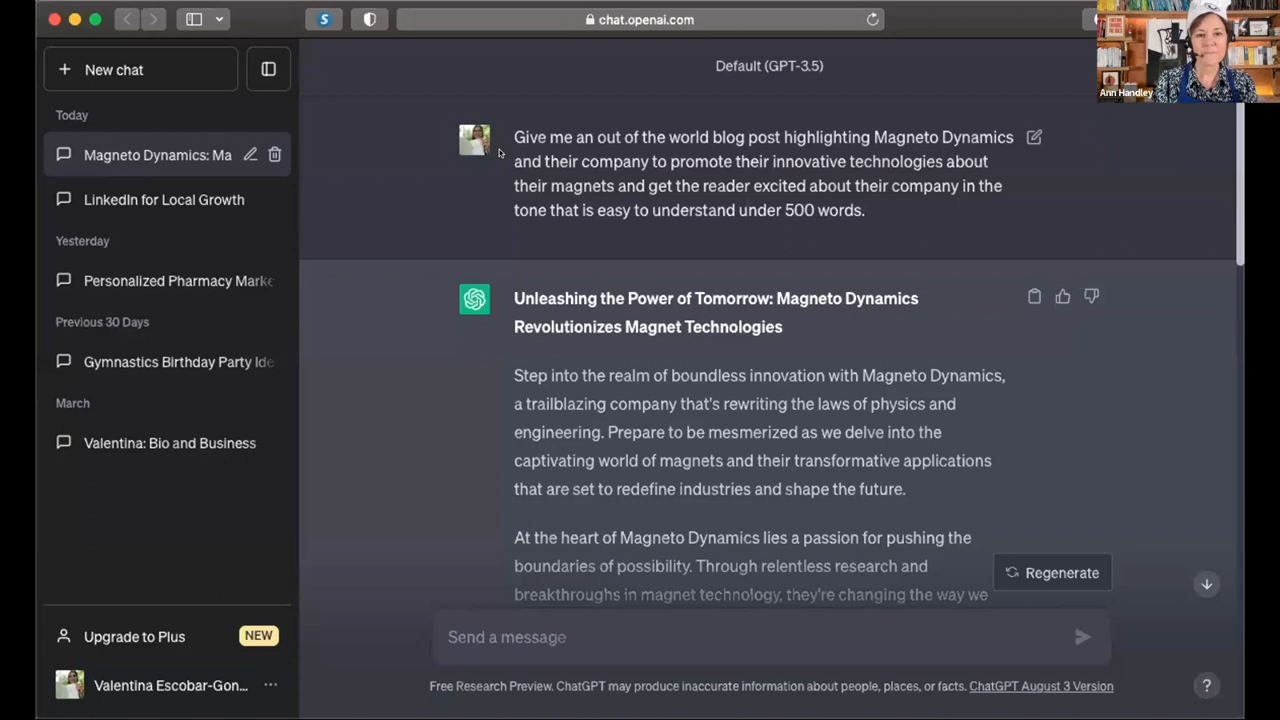 chat.openai.com
Ann Handley
New chat
Default (GPT-3.5)
Today
Magneto Dynamics: Ma
LinkedIn for Local Growth
Yesterday
Personalized Pharmacy Marke
Previous 30 Days
Gymnastics Birthday Party Ide
March
Valentina: Bio and Business
Upgrade to Plus NEW
Valentina Escobar-Gon...
Give me an out of the world blog post highlighting Magneto Dynamics
and their company to promote their innovative technologies about
their magnets and get the reader excited about their company in the
tone that is easy to understand under 500 words.
Unleashing the Power of Tomorrow: Magneto Dynamics
Revolutionizes Magnet Technologies
Step into the realm of boundless innovation with Magneto Dynamics,
a trailblazing company that's rewriting the laws of physics and
engineering. Prepare to be mesmerized as we delve into the
captivating world of magnets and their transformative applications
that are set to redefine industries and shape the future.
At the heart of Magneto Dynamics lies a passion for pushing the
boundaries of possibility. Through relentless research and
breakthroughs in magnet technology, they're changing the way we
Regenerate
Send a message
Free Research Preview. ChatGPT may produce inaccurate information about people, places, or facts. ChatGPT August 3 Version
?